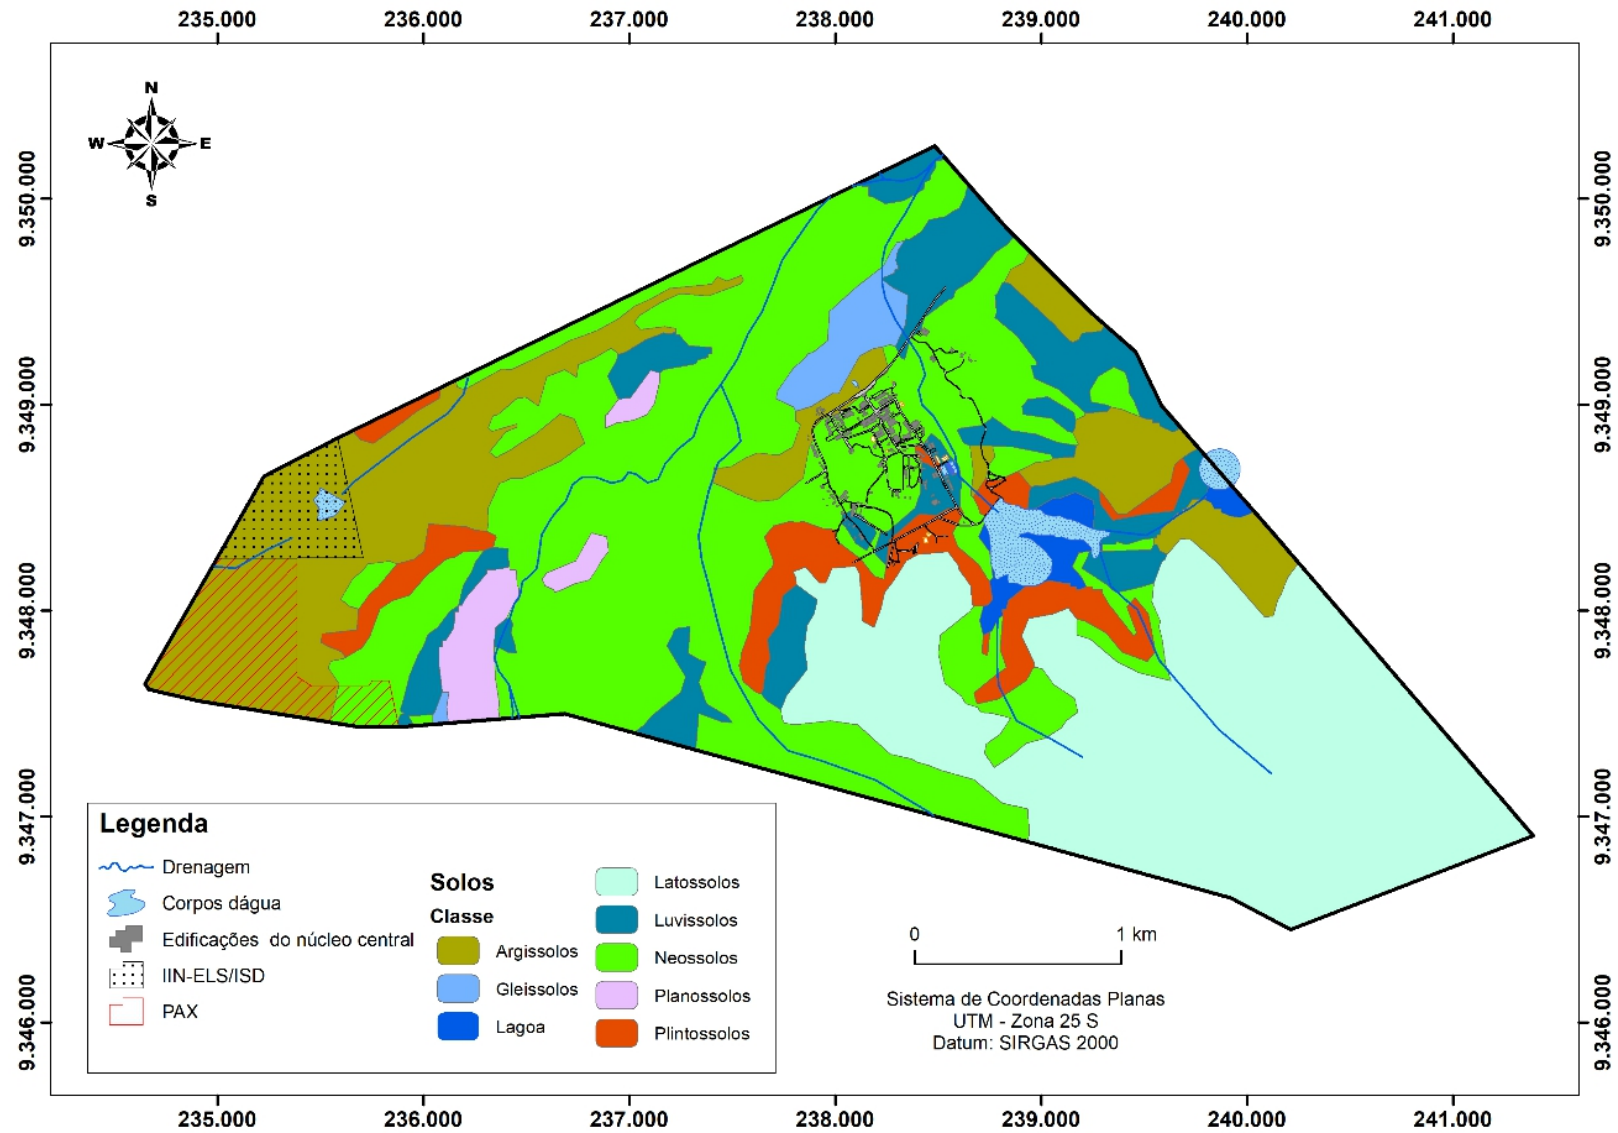 235.000 236.000 237.000 238.000 239.000 240.000 241.000
N
W E
S
9.350.000 9.350.000
9.349.000 9.349.000
9.348.000 9.348.000
9.347.000 9.347.000
9.346.000 9.346.000
Legenda
Drenagem
Corpos dágua
Edificações do núcleo central
IIN-ELS/ISD
PAX
Solos
Classe
Argissolos
Gleissolos
Lagoa
Latossolos
Luvissolos
Neossolos
Planossolos
Plintossolos
0 1 km
Sistema de Coordenadas Planas
UTM - Zona 25 S
Datum: SIRGAS 2000
235.000 236.000 237.000 238.000 239.000 240.000 241.000